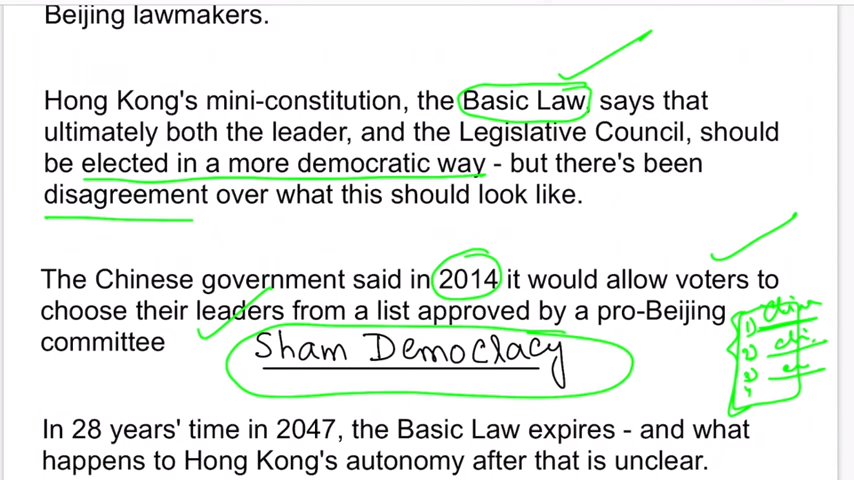 Beijing lawmakers.
Hong Kong's mini-constitution, the Basic Law, says that
ultimately both the leader, and the Legislative Council, should
be elected in a more democratic way - but there's been
disagreement over what this should look like.
The Chinese government said in 2014 it would allow voters to
choose their leaders from a list approved by a pro-Beijing
committee
Sham Democlacy
1)
2)
In 28 years' time in 2047, the Basic Law expires - and what
happens to Hong Kong's autonomy after that is unclear.